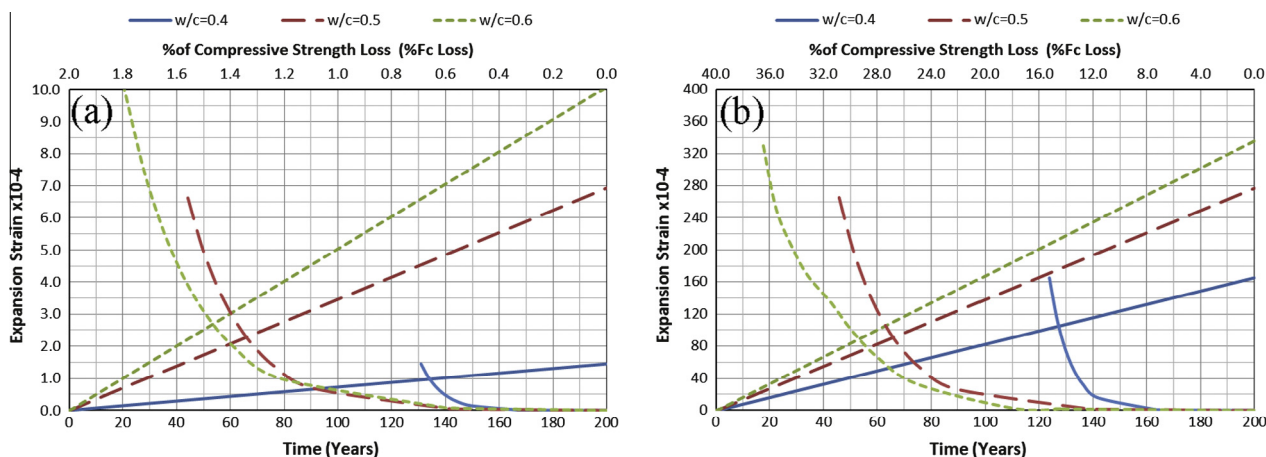 w/c=0.4 w/c=0.5 w/c=0.6
%of Compressive Strength Loss (%Fc Loss)
2.0 1.8 1.6 1.4 1.2 1.0 0.8 0.6 0.4 0.2 0.0
(a)
Expansion Strain x10-4
10.0
9.0
8.0
7.0
6.0
5.0
4.0
3.0
2.0
1.0
0.0
0 20 40 60 80 100 120 140 160 180 200
Time (Years)
w/c=0.4 w/c=0.5 w/c=0.6
%of Compressive Strength Loss (%Fc Loss)
40.0 36.0 32.0 28.0 24.0 20.0 16.0 12.0 8.0 4.0 0.0
(b)
Expansion Strain x10-4
400
360
320
280
240
200
160
120
80
40
0
0 20 40 60 80 100 120 140 160 180 200
Time (Years)